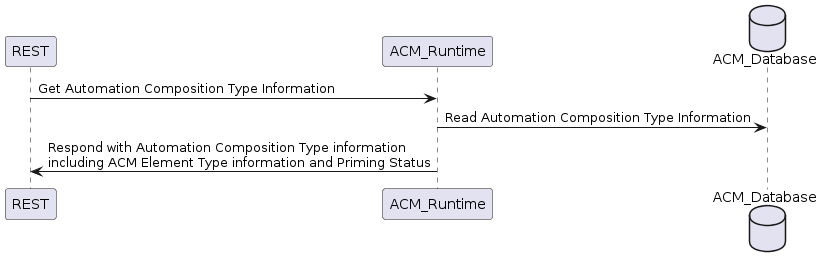 REST
ACM_Runtime
ACM_Database
Get Automation Composition Type Information
Read Automation Composition Type Information
Respond with Automation Composition Type information
including ACM Element Type information and Priming Status
REST
ACM_Runtime
ACM_Database